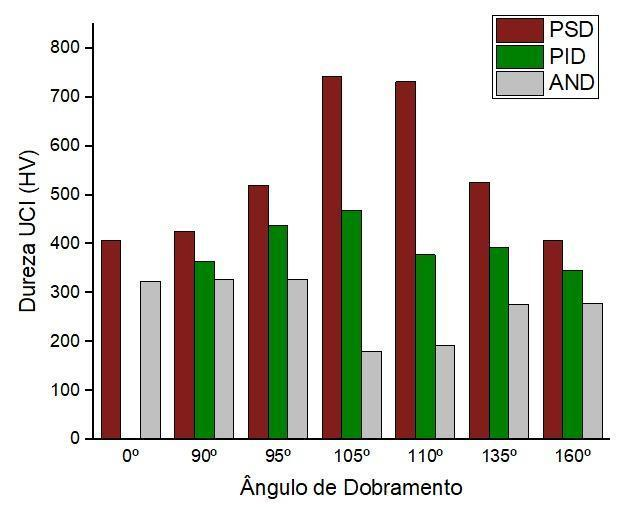 PSD
PID
AND
800
700
600
500
400
300
200
100
0
Dureza UCI (HV)
0º 90º 95º 105º 110º 135º 160º
Ângulo de Dobramento